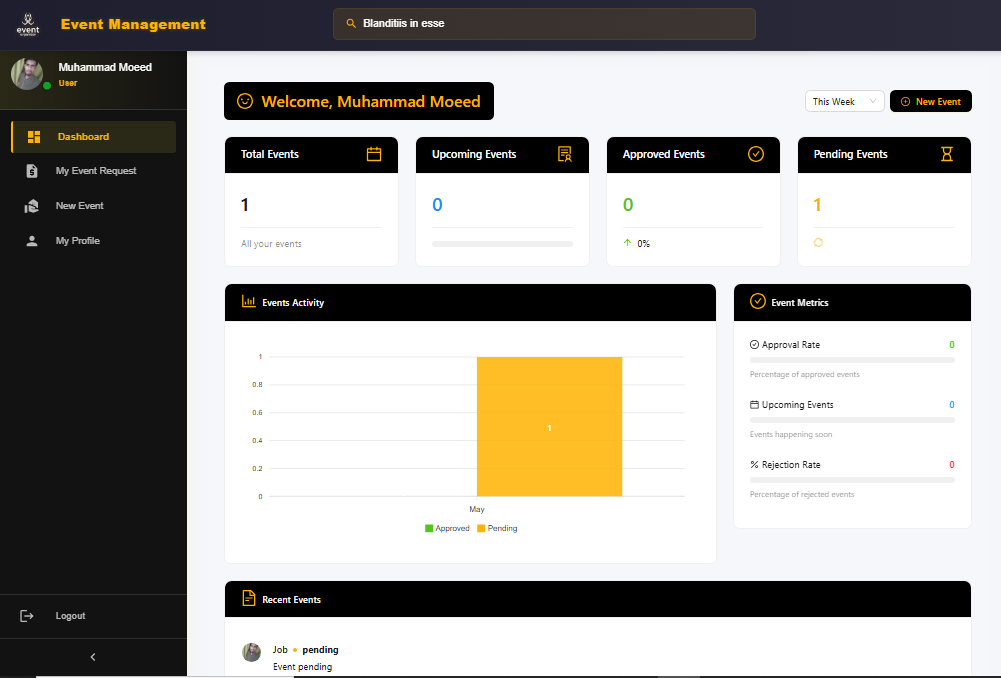 event
Event Management
Blanditiis in esse
Muhammad Moeed
User
Dashboard
My Event Request
New Event
My Profile
Logout
Welcome, Muhammad Moeed
This Week
New Event
Total Events
1
All your events
Upcoming Events
0
Approved Events
0
0%
Pending Events
1
Events Activity
1
0.8
0.6
0.4
0.2
0
1
May
Approved Pending
Event Metrics
Approval Rate 0
Percentage of approved events
Upcoming Events 0
Events happening soon
Rejection Rate 0
Percentage of rejected events
Recent Events
Job • pending
Event pending